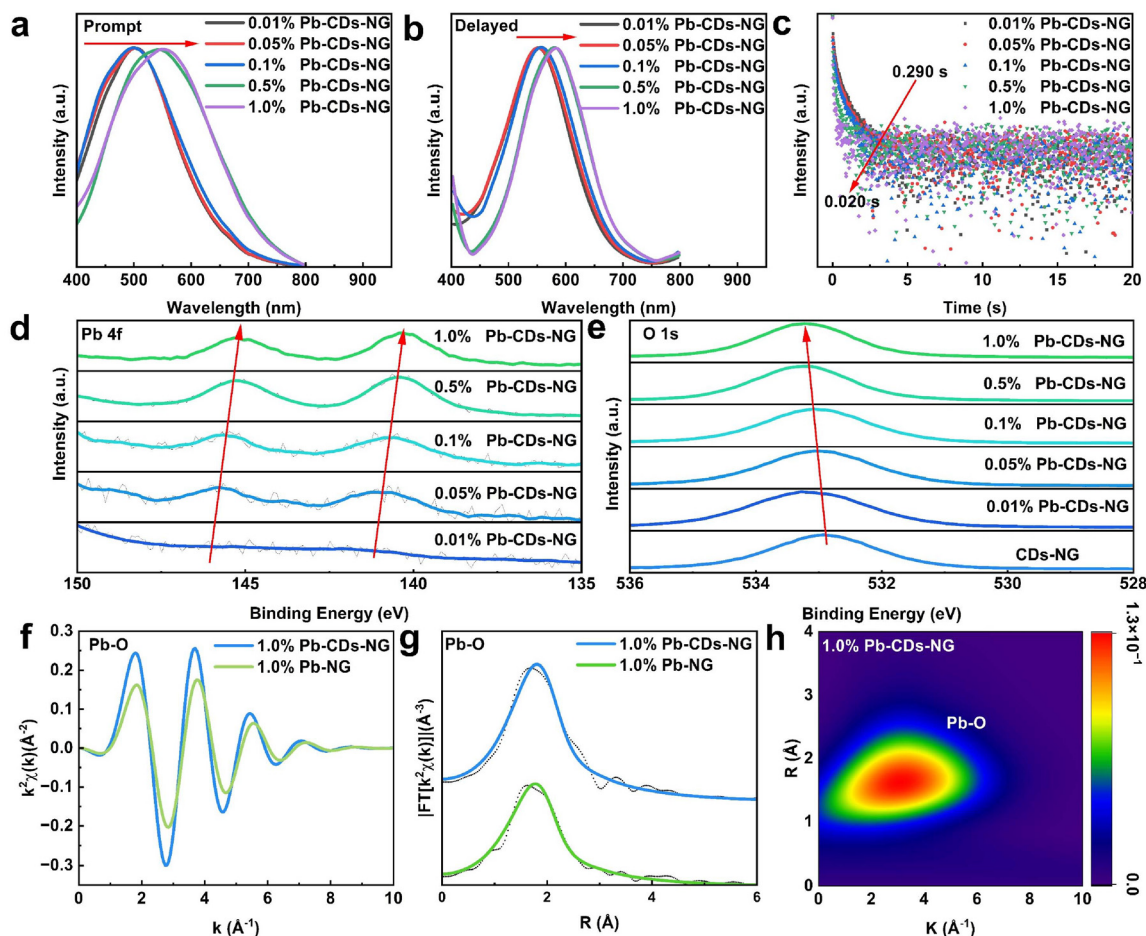 a
Prompt
0.01% Pb-CDs-NG
0.05% Pb-CDs-NG
0.1% Pb-CDs-NG
0.5% Pb-CDs-NG
1.0% Pb-CDs-NG
Intensity (a.u.)
400 500 600 700 800 900
Wavelength (nm)
b
Delayed
0.01% Pb-CDs-NG
0.05% Pb-CDs-NG
0.1% Pb-CDs-NG
0.5% Pb-CDs-NG
1.0% Pb-CDs-NG
Intensity (a.u.)
400 500 600 700 800 900
Wavelength (nm)
c
0.01% Pb-CDs-NG
0.05% Pb-CDs-NG
0.1% Pb-CDs-NG
0.5% Pb-CDs-NG
1.0% Pb-CDs-NG
0.290 s
0.020 s
Intensity (a.u.)
0 5 10 15 20
Time (s)
d
Pb 4f
1.0% Pb-CDs-NG
0.5% Pb-CDs-NG
0.1% Pb-CDs-NG
0.05% Pb-CDs-NG
0.01% Pb-CDs-NG
Intensity (a.u.)
150 145 140 135
Binding Energy (eV)
e
O 1s
1.0% Pb-CDs-NG
0.5% Pb-CDs-NG
0.1% Pb-CDs-NG
0.05% Pb-CDs-NG
0.01% Pb-CDs-NG
CDs-NG
Intensity (a.u.)
536 534 532 530 528
Binding Energy (eV)
f
Pb-O
1.0% Pb-CDs-NG
1.0% Pb-NG
k²χ(k)(Å⁻²)
0.3
0.2
0.1
0.0
−0.1
−0.2
−0.3
0 2 4 6 8 10
k (Å⁻¹)
g
Pb-O
1.0% Pb-CDs-NG
1.0% Pb-NG
|FT[k²χ(k)]|(Å⁻³)
0 2 4 6
R (Å)
h
1.0% Pb-CDs-NG
Pb-O
R (Å)
4
3
2
1
0
0 2 4 6 8 10
K (Å⁻¹)
1.3×10⁻¹
0.0